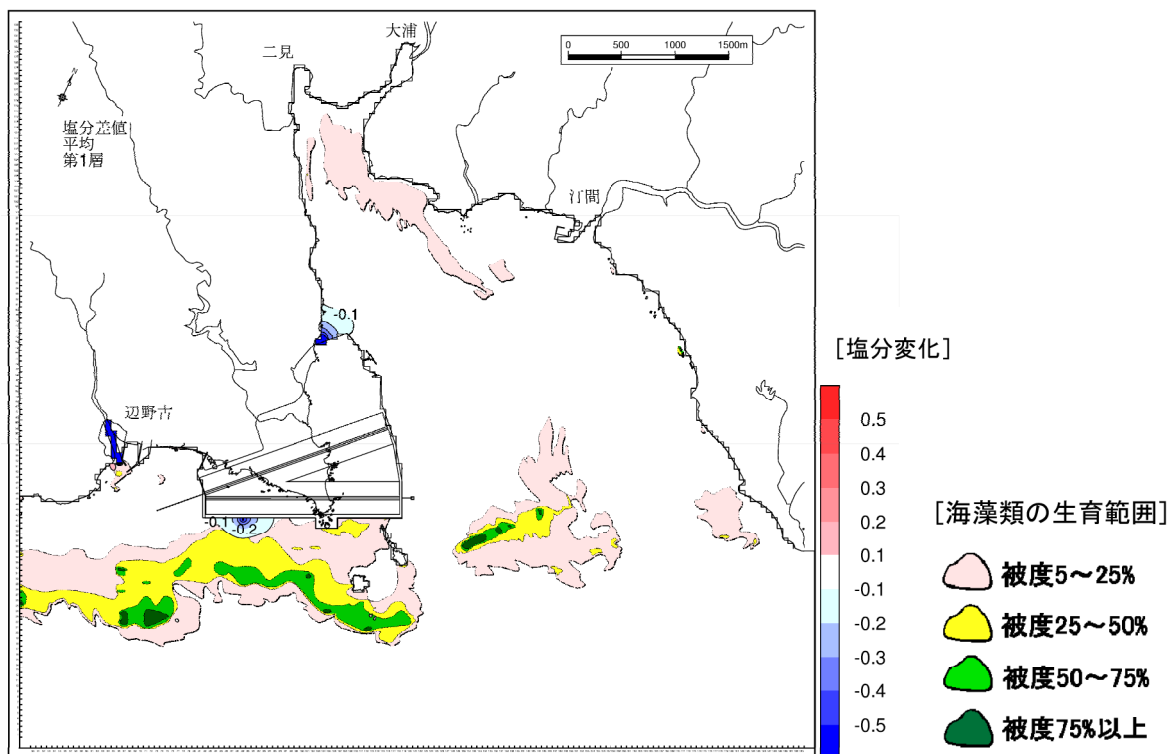 大浦
二見
0 500 1000 1500m
N
塩分差値
平均
第1層
汀間
-0.1
辺野古
-0.1
-0.2
[塩分変化]
0.5
0.4
0.3
0.2
0.1
-0.1
-0.2
-0.3
-0.4
-0.5
[海藻類の生育範囲]
被度5～25%
被度25～50%
被度50～75%
被度75%以上